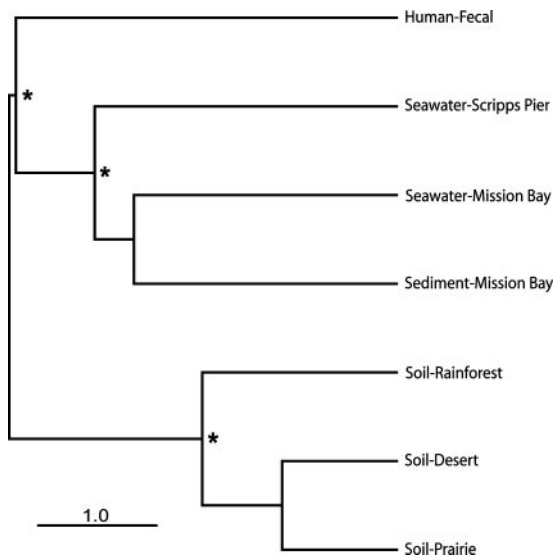 Human-Fecal
*
Seawater-Scripps Pier
*
Seawater-Mission Bay
Sediment-Mission Bay
Soil-Rainforest
*
Soil-Desert
1.0
Soil-Prairie